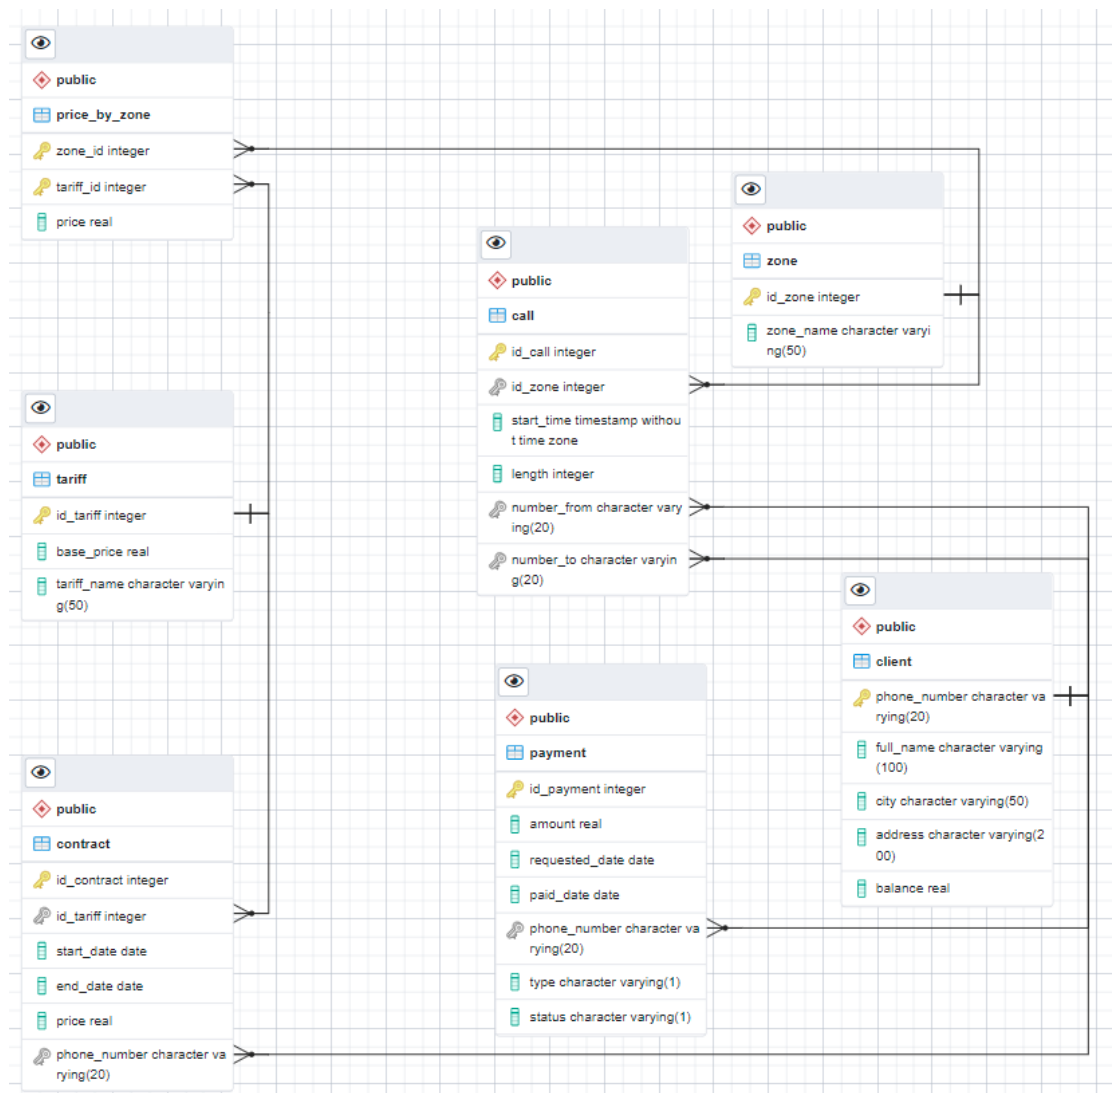 public
price_by_zone
zone_id integer
tariff_id integer
price real
public
zone
id_zone integer
zone_name character varyi
ng(50)
public
call
id_call integer
id_zone integer
start_time timestamp withou
t time zone
length integer
number_from character vary
ing(20)
number_to character varyin
g(20)
public
tariff
id_tariff integer
base_price real
tariff_name character varyin
g(50)
public
client
phone_number character va
rying(20)
full_name character varying
(100)
city character varying(50)
address character varying(2
00)
balance real
public
payment
id_payment integer
amount real
requested_date date
paid_date date
phone_number character va
rying(20)
type character varying(1)
status character varying(1)
public
contract
id_contract integer
id_tariff integer
start_date date
end_date date
price real
phone_number character va
rying(20)